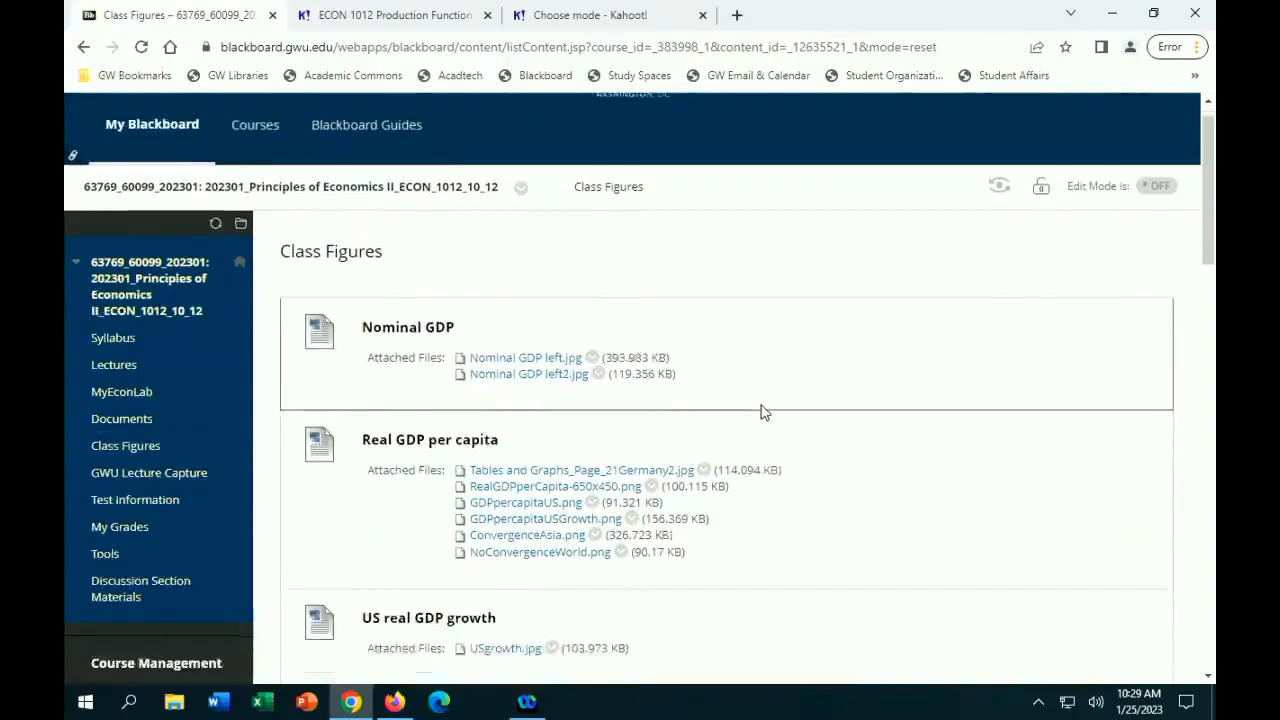 Class Figures – 63769_60099_20
ECON 1012 Production Function
Choose mode - Kahoot!
blackboard.gwu.edu/webapps/blackboard/content/listContent.jsp?course_id=_383998_1&content_id=_12635521_1&mode=reset
Error
GW Bookmarks
GW Libraries
Academic Commons
Acadtech
Blackboard
Study Spaces
GW Email & Calendar
Student Organizati...
Student Affairs
»
WASHINGTON, DC
My Blackboard
Courses
Blackboard Guides
63769_60099_202301: 202301_Principles of Economics II_ECON_1012_10_12
Class Figures
Edit Mode is:
OFF
63769_60099_202301:
202301_Principles of
Economics
II_ECON_1012_10_12
Syllabus
Lectures
MyEconLab
Documents
Class Figures
GWU Lecture Capture
Test information
My Grades
Tools
Discussion Section
Materials
Course Management
Class Figures
Nominal GDP
Attached Files: Nominal GDP left.jpg (393.983 KB)
Nominal GDP left2.jpg (119.356 KB)
Real GDP per capita
Attached Files: Tables and Graphs_Page_21Germany2.jpg (114.094 KB)
RealGDPperCapita-650x450.png (100.115 KB)
GDPpercapitaUS.png (91.321 KB)
GDPpercapitaUSGrowth.png (156.369 KB)
ConvergenceAsia.png (326.723 KB)
NoConvergenceWorld.png (90.17 KB)
US real GDP growth
Attached Files: USgrowth.jpg (103.973 KB)
10:29 AM
1/25/2023